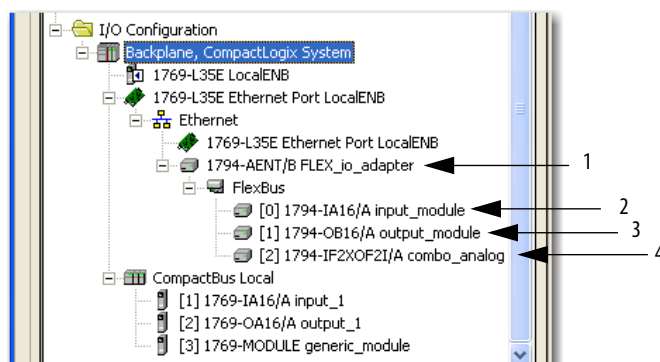 I/O Configuration
Backplane, CompactLogix System
1769-L35E LocalENB
1769-L35E Ethernet Port LocalENB
Ethernet
1769-L35E Ethernet Port LocalENB
1794-AENT/B FLEX_io_adapter 1
FlexBus
[0] 1794-IA16/A input_module 2
[1] 1794-OB16/A output_module 3
[2] 1794-IF2XOF2I/A combo_analog 4
CompactBus Local
[1] 1769-IA16/A input_1
[2] 1769-OA16/A output_1
[3] 1769-MODULE generic_module